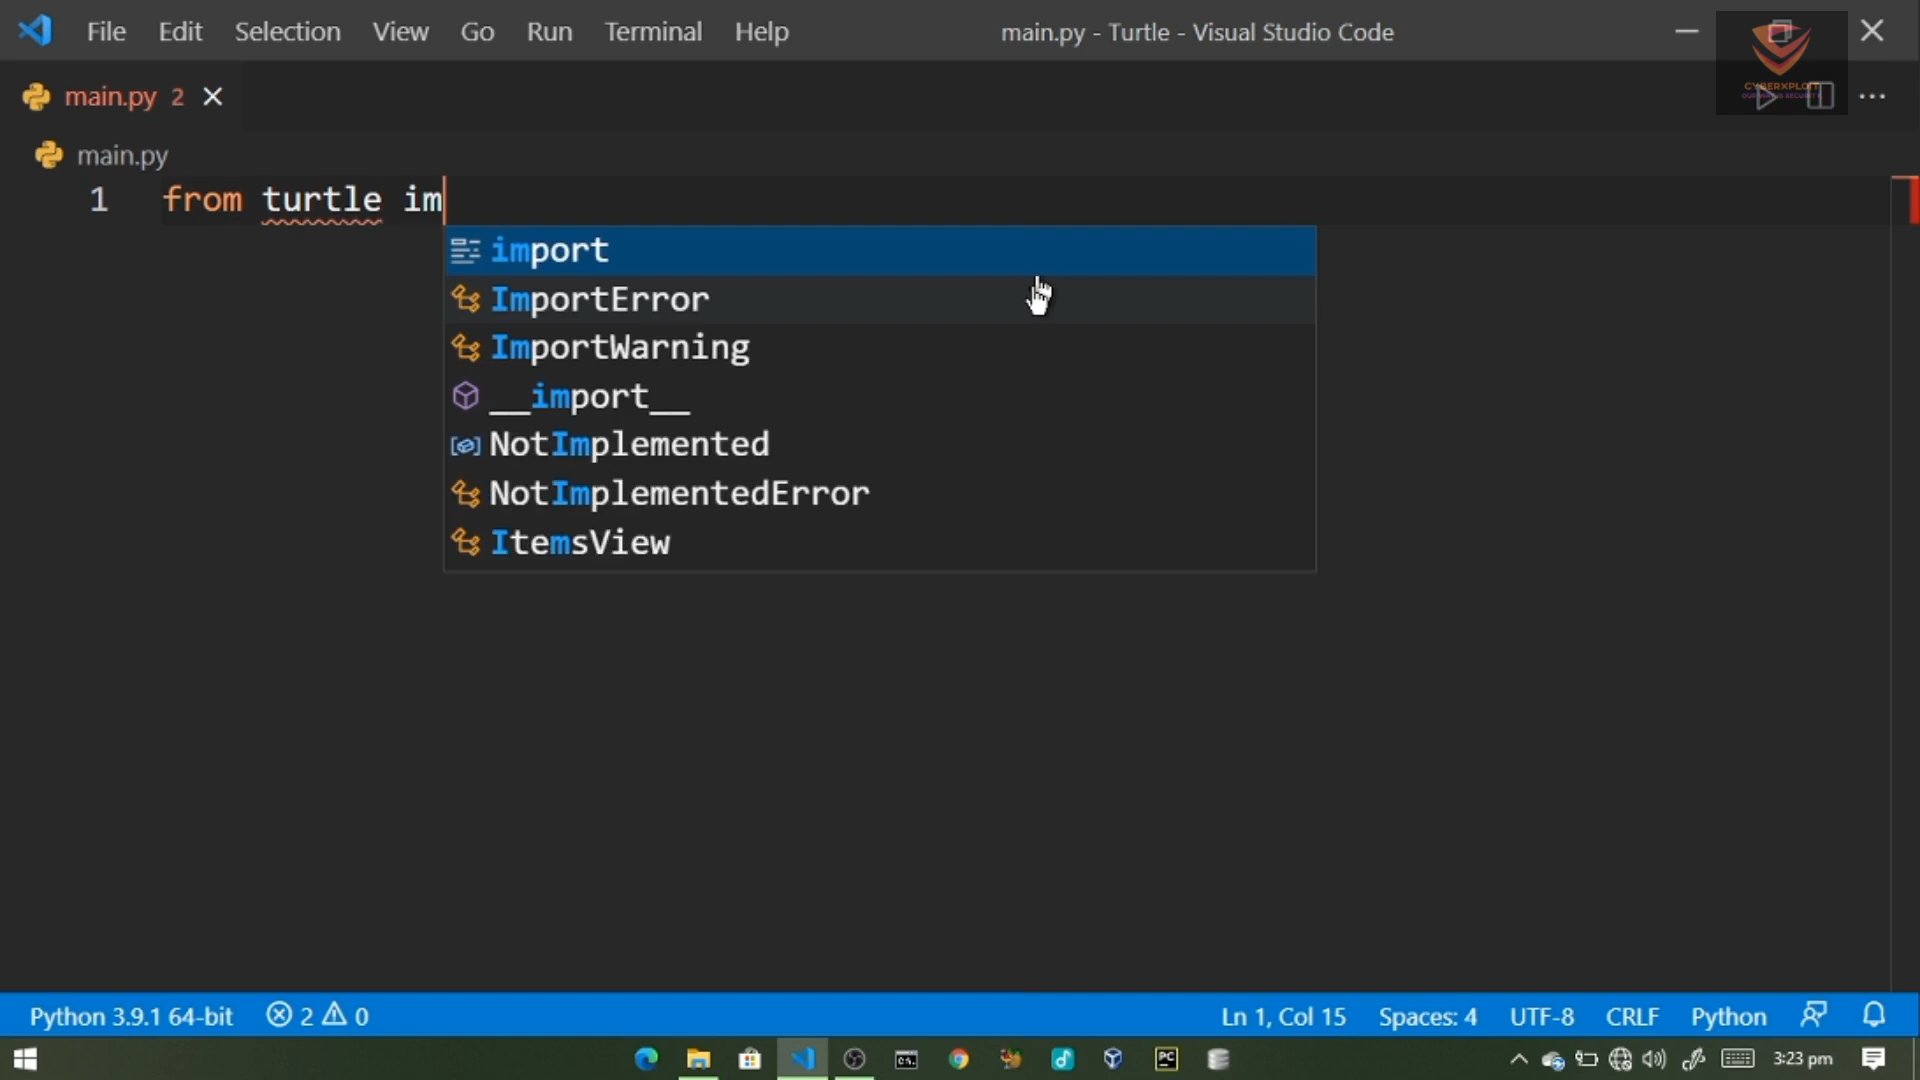 File Edit Selection View Go Run Terminal Help main.py - Turtle - Visual Studio Code
main.py 2
CYBERXPLOIT
main.py
1 from turtle im
import
ImportError
ImportWarning
__import__
NotImplemented
NotImplementedError
ItemsView
Python 3.9.1 64-bit 2 0 Ln 1, Col 15 Spaces: 4 UTF-8 CRLF Python
PC 3:23 pm